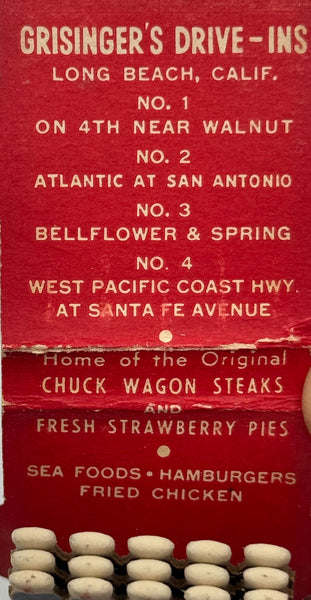 GRISINGER'S DRIVE-INS
LONG BEACH, CALIF.
NO. 1
ON 4TH NEAR WALNUT
NO. 2
ATLANTIC AT SAN ANTONIO
NO. 3
BELLFLOWER & SPRING
NO. 4
WEST PACIFIC COAST HWY.
AT SANTA FE AVENUE
Home of the Original
CHUCK WAGON STEAKS
AND
FRESH STRAWBERRY PIES
SEA FOODS • HAMBURGERS
FRIED CHICKEN